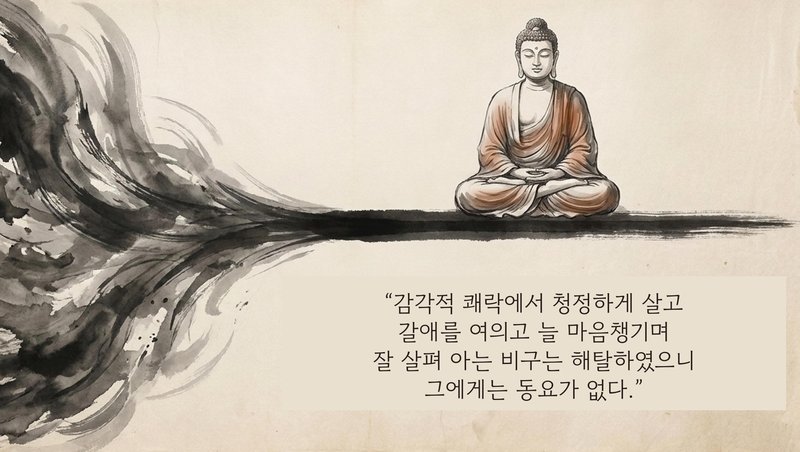 “감각적 쾌락에서 청정하게 살고
갈애를 여의고 늘 마음챙기며
잘 살펴 아는 비구는 해탈하였으니
그에게는 동요가 없다.”